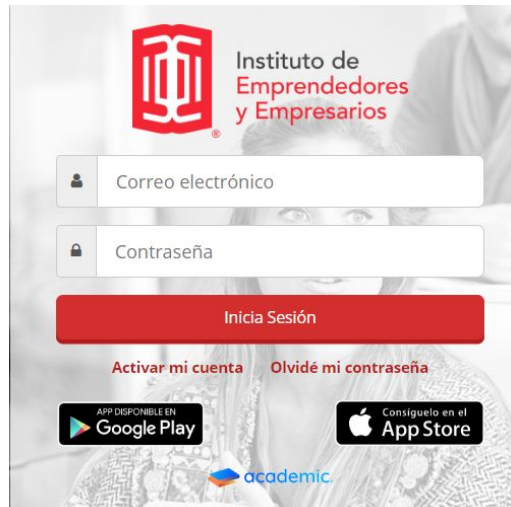 Instituto de
Emprendedores
y Empresarios
®
Correo electrónico
Contraseña
Inicia Sesión
Activar mi cuenta Olvidé mi contraseña
APP DISPONIBLE EN
Google Play
Consíguelo en el
App Store
academic.